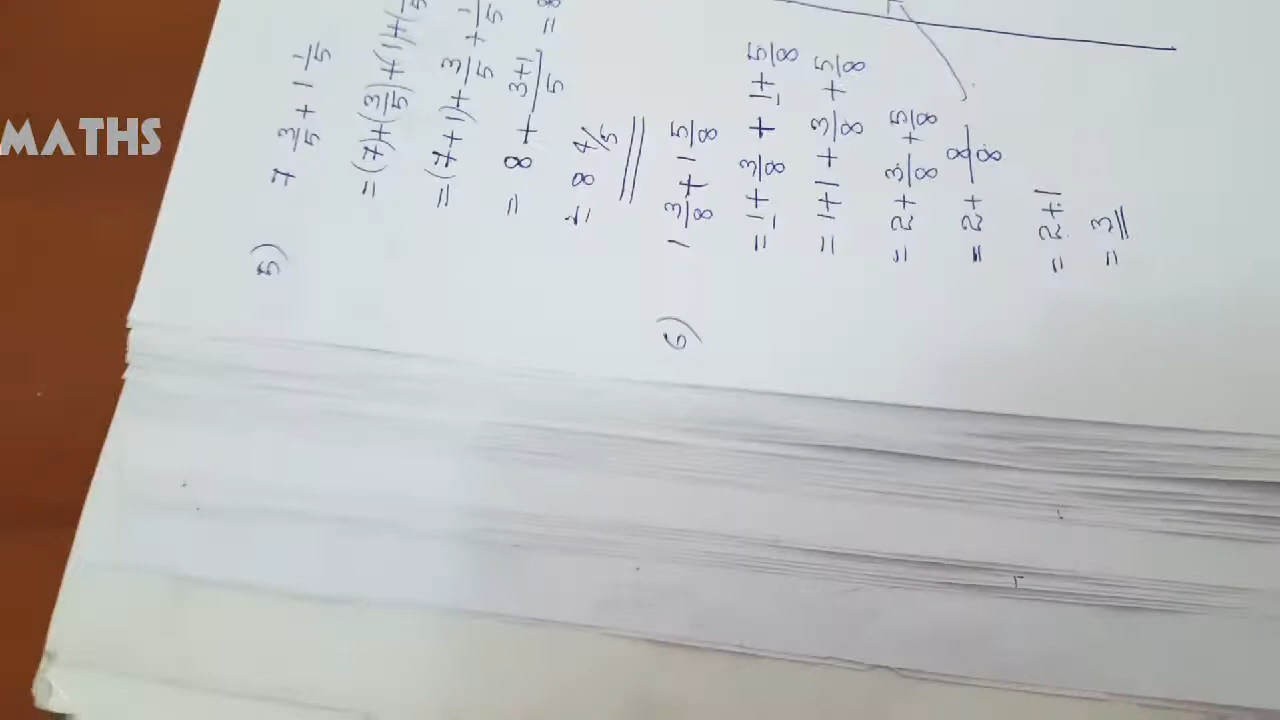 MATHS
5) 7 3/5 + 1 1/5
= (7)+(3/5)+(1)+(
= (7+1)+ 3/5 + 1/5
= 8 + 3+1/5 = 8
= 8 4/5
6) 1 3/8 + 1 5/8
= 1 + 3/8 + 1 + 5/8
= 1+1 + 3/8 + 5/8
= 2 + 3/8 + 5/8
= 2 + 8/8
= 2+1
= 3